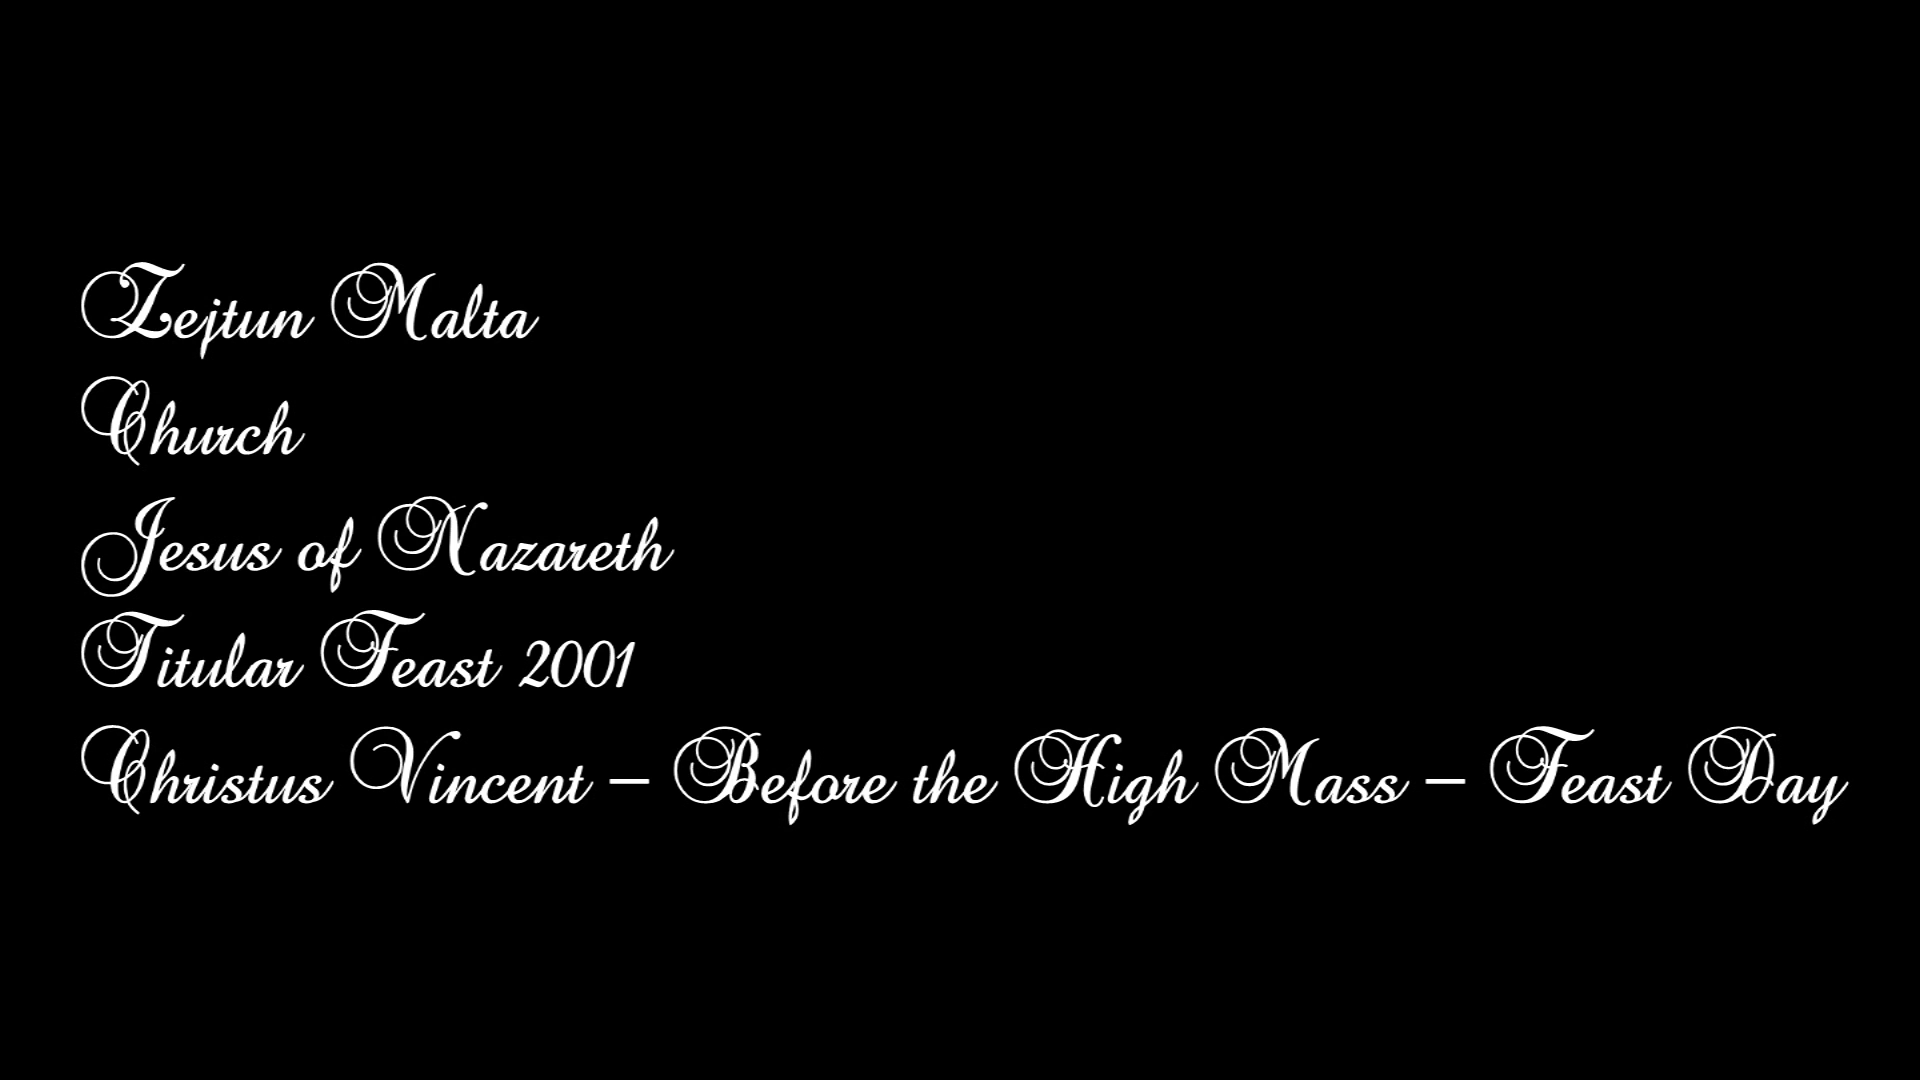 Zejtun Malta
Church
Jesus of Nazareth
Titular Feast 2001
Christus Vincent – Before the High Mass – Feast Day